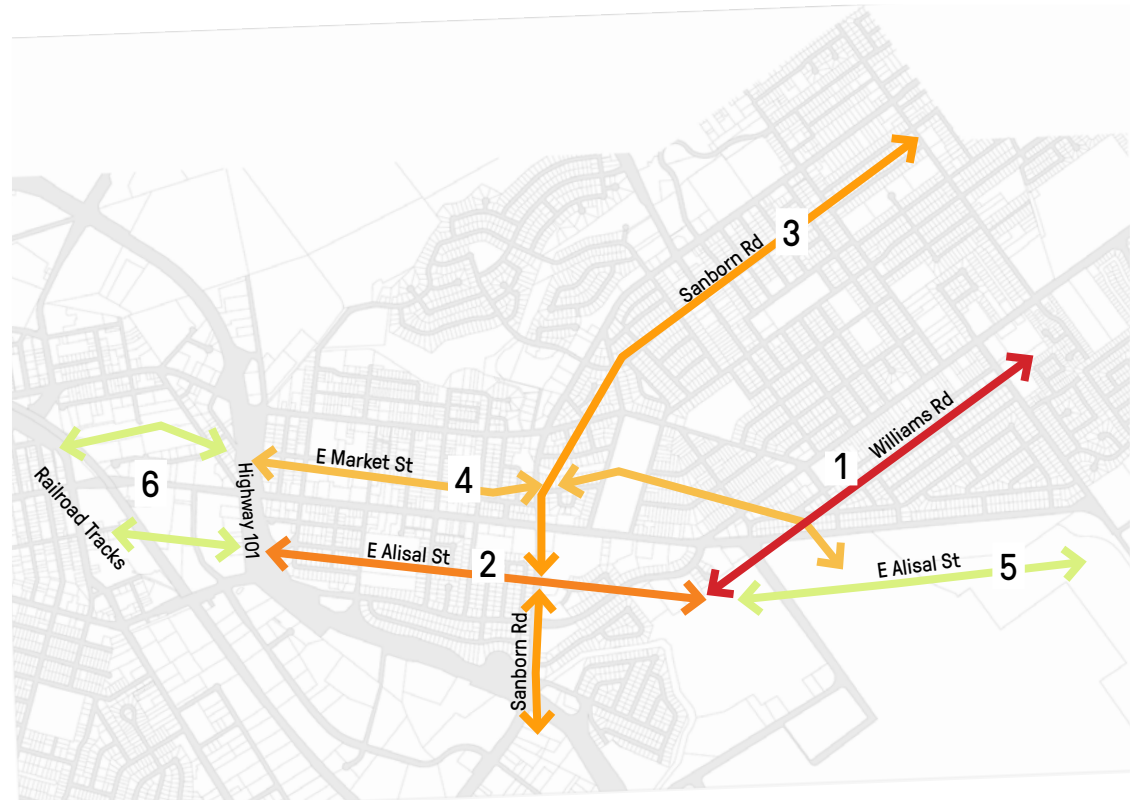 3
Sanborn Rd
Williams Rd
1
E Market St
4
6
Railroad Tracks
Highway 101
E Alisal St
2
E Alisal St
5
Sanborn Rd